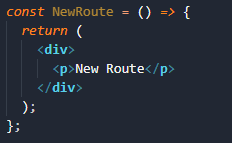 const NewRoute = () => {
  return (
    <div>
      <p>New Route</p>
    </div>
  );
};